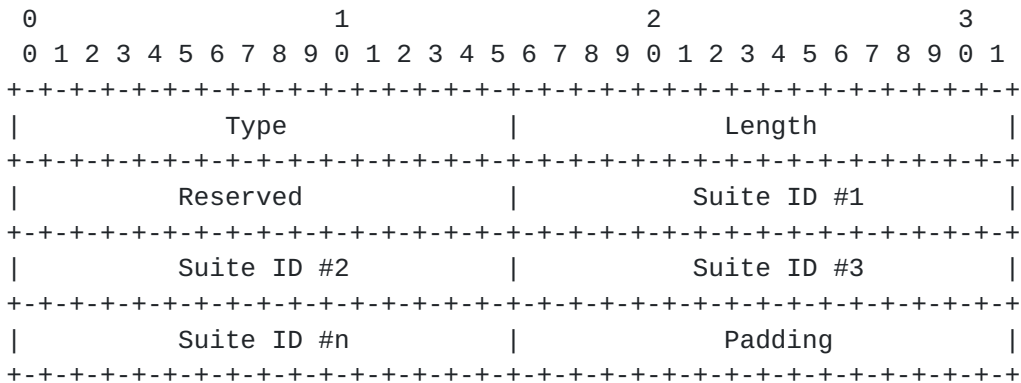 0                   1                   2                   3
 0 1 2 3 4 5 6 7 8 9 0 1 2 3 4 5 6 7 8 9 0 1 2 3 4 5 6 7 8 9 0 1
+-+-+-+-+-+-+-+-+-+-+-+-+-+-+-+-+-+-+-+-+-+-+-+-+-+-+-+-+-+-+-+-+
|             Type              |             Length            |
+-+-+-+-+-+-+-+-+-+-+-+-+-+-+-+-+-+-+-+-+-+-+-+-+-+-+-+-+-+-+-+-+
|          Reserved             |           Suite ID #1         |
+-+-+-+-+-+-+-+-+-+-+-+-+-+-+-+-+-+-+-+-+-+-+-+-+-+-+-+-+-+-+-+-+
|          Suite ID #2          |           Suite ID #3         |
+-+-+-+-+-+-+-+-+-+-+-+-+-+-+-+-+-+-+-+-+-+-+-+-+-+-+-+-+-+-+-+-+
|          Suite ID #n          |             Padding           |
+-+-+-+-+-+-+-+-+-+-+-+-+-+-+-+-+-+-+-+-+-+-+-+-+-+-+-+-+-+-+-+-+